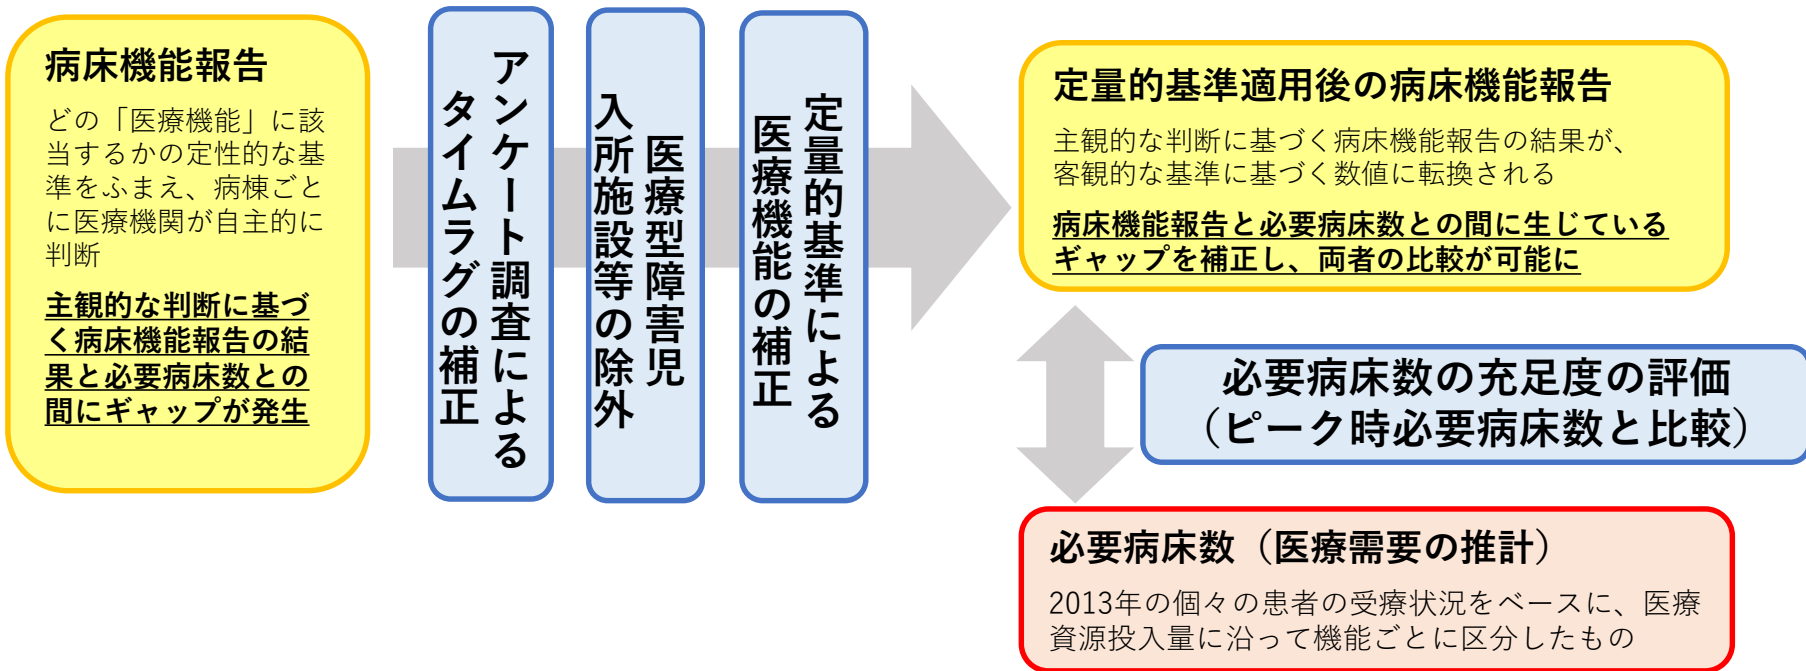 病床機能報告
どの「医療機能」に該
当するかの定性的な基
準をふまえ、病棟ごと
に医療機関が自主的に
判断
主観的な判断に基づ
く病床機能報告の結
果と必要病床数との
間にギャップが発生
アンケート調査による
タイムラグの補正
医療型障害児
入所施設等の除外
定量的基準による
医療機能の補正
定量的基準適用後の病床機能報告
主観的な判断に基づく病床機能報告の結果が、
客観的な基準に基づく数値に転換される
病床機能報告と必要病床数との間に生じている
ギャップを補正し、両者の比較が可能に
必要病床数の充足度の評価
（ピーク時必要病床数と比較）
必要病床数（医療需要の推計）
2013年の個々の患者の受療状況をベースに、医療
資源投入量に沿って機能ごとに区分したもの